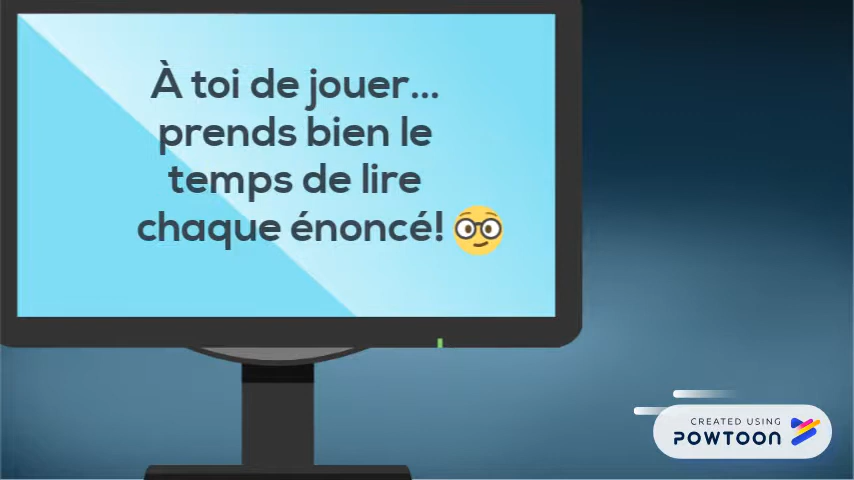 À toi de jouer...
prends bien le
temps de lire
chaque énoncé! 🤓
CREATED USING
POWTOON